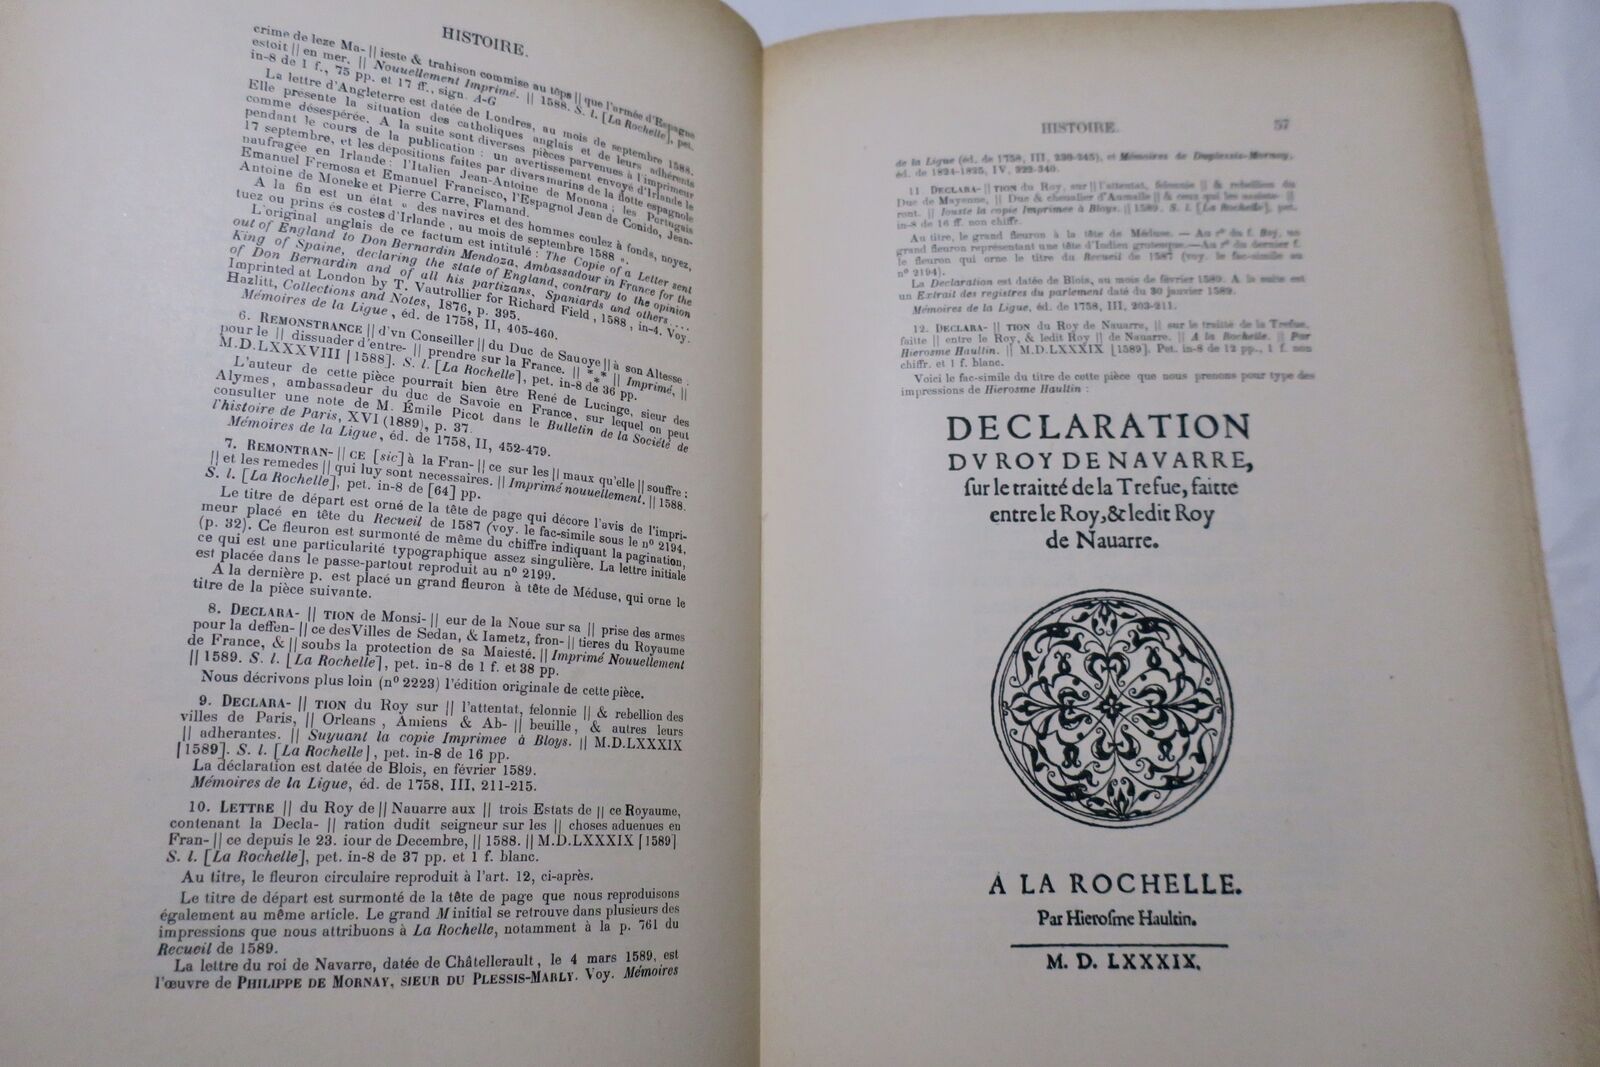 HISTOIRE.
crime de leze Ma- || ieste & trahison commise au tẽps || que l'armée d'Espagne
estoit || en mer. || Nouuellement Imprimé. || 1588. S. l. [La Rochelle], pet.
in-8 de 1 f., 75 pp. et 17 ff., sign. A-G
La lettre d'Angleterre est datée de Londres, au mois de septembre 1588.
Elle présente la situation des catholiques anglais et de leurs adhérents
comme désespérée. A la suite sont diverses pièces parvenues à l'imprimeur
pendant le cours de la publication : un avertissement envoyé d'Irlande le
17 septembre, et les dépositions faites par divers marins de la flotte espagnole
naufragée en Irlande : l'Italien Jean-Antoine de Monona ; les Portugais
Emanuel Fremosa et Emanuel Francisco, l'Espagnol Jean de Conido, Jean-
Antoine de Moneke et Pierre Carre, Flamand.
A la fin est un état « des navires et des hommes coulez à fonds, noyez,
tuez ou prins és costes d'Irlande, au mois de septembre 1588 ».
L'original anglais de ce factum est intitulé : The Copie of a Letter sent
out of England to Don Bernardin Mendoza, Ambassadour in France for the
King of Spaine, declaring the state of England, contrary to the opinion
of Don Bernardin and of all his partizans, Spaniards and others ...
Imprinted at London by T. Vautrollier for Richard Field, 1588, in-4. Voy.
Hazlitt, Collections and Notes, 1876, p. 395.
Mémoires de la Ligue, éd. de 1758, II, 405-460.
6. REMONSTRANCE || d'vn Conseiller || du Duc de Sauoye || à son Altesse :
pour le || dissuader d'entre- || prendre sur la France. || *** || Imprimé, ||
M.D.LXXXVIII [1588]. S. l. [La Rochelle], pet. in-8 de 36 pp.
L'auteur de cette pièce pourrait bien être René de Lucinge, sieur des
Alymes, ambassadeur du duc de Savoie en France, sur lequel on peut
consulter une note de M. Émile Picot dans le Bulletin de la Société de
l'histoire de Paris, XVI (1889), p. 37.
Mémoires de la Ligue, éd. de 1758, II, 452-479.
7. REMONTRAN- || CE [sic] à la Fran- || ce sur les || maux qu'elle || souffre :
|| et les remedes || qui luy sont necessaires. || Imprimé nouuellement. || 1588.
S. l. [La Rochelle], pet. in-8 de [64] pp.
Le titre de départ est orné de la tête de page qui décore l'avis de l'impri-
meur placé en tête du Recueil de 1587 (voy. le fac-simile sous le nº 2194,
(p. 32). Ce fleuron est surmonté de même du chiffre indiquant la pagination,
ce qui est une particularité typographique assez singulière. La lettre initiale
est placée dans le passe-partout reproduit au nº 2199.
A la dernière p. est placé un grand fleuron à tête de Méduse, qui orne le
titre de la pièce suivante.
8. DECLARA- || TION de Monsi- || eur de la Noue sur sa || prise des armes
pour la deffen- || ce des Villes de Sedan, & Iametz, fron- || tieres du Royaume
de France, & || soubs la protection de sa Maiesté. || Imprimé Nouuellement
|| 1589. S. l. [La Rochelle], pet. in-8 de 1 f. et 38 pp.
Nous décrivons plus loin (nº 2223) l'édition originale de cette pièce.
9. DECLARA- || TION du Roy sur || l'attentat, felonnie || & rebellion des
villes de Paris, || Orleans, Amiens & Ab- || beuille, & autres leurs
|| adherantes. || Suyuant la copie Imprimee à Bloys. || M.D.LXXXIX
[1589]. S. l. [La Rochelle], pet. in-8 de 16 pp.
La déclaration est datée de Blois, en février 1589.
Mémoires de la Ligue, éd. de 1758, III, 211-215.
10. LETTRE || du Roy de || Nauarre aux || trois Estats de || ce Royaume,
contenant la Decla- || ration dudit seigneur sur les || choses aduenues en
Fran- || ce depuis le 23. iour de Decembre, || 1588. || M.D.LXXXIX [1589]
S. l. [La Rochelle], pet. in-8 de 37 pp. et 1 f. blanc.
Au titre, le fleuron circulaire reproduit à l'art. 12, ci-après.
Le titre de départ est surmonté de la tête de page que nous reproduisons
également au même article. Le grand M initial se retrouve dans plusieurs des
impressions que nous attribuons à La Rochelle, notamment à la p. 761 du
Recueil de 1589.
La lettre du roi de Navarre, datée de Châtellerault, le 4 mars 1589, est
l'œuvre de PHILIPPE DE MORNAY, SIEUR DU PLESSIS-MARLY. Voy. Mémoires
HISTOIRE. 37
de la Ligue (éd. de 1758, III, 230-245), et Mémoires de Duplessis-Mornay,
éd. de 1824-1825, IV, 322-340.
11 DECLARA- || TION du Roy, sur || l'attentat, felonnie || & rebellion du
Duc de Mayenne, || Duc & cheualier d'Aumalle || & ceux qui les assiste-
ront. || Iouste la copie Imprimee à Bloys. || 1589. S. l. [La Rochelle], pet.
in-8 de 16 ff. non chiffr.
Au titre, le grand fleuron à la tête de Méduse. — Au rº du f. Bij, un
grand fleuron représentant une tête d'Indien grotesque.—Au rº du dernier f.
le fleuron qui orne le titre du Recueil de 1587 (voy. le fac-simile au
nº 2194).
La Declaration est datée de Blois, au mois de février 1589. A la suite est
un Extrait des registres du parlement daté du 30 janvier 1589.
Mémoires de la Ligue, éd. de 1758, III, 203-211.
12. DECLARA- || TION du Roy de Nauarre, || sur le traitté de la Trefue,
faitte || entre le Roy, & ledit Roy || de Nauarre. || A la Rochelle. || Par
Hierosme Haultin. || M.D.LXXXIX [1589]. Pet. in-8 de 12 pp., 1 f. non
chiffr. et 1 f. blanc.
Voici le fac-simile du titre de cette pièce que nous prenons pour type des
impressions de Hierosme Haultin :
DECLARATION
DV ROY DE NAVARRE,
ſur le traitté de la Trefue, faitte
entre le Roy, & ledit Roy
de Nauarre.
A LA ROCHELLE.
Par Hieroſme Haultin.
M. D. LXXXIX.